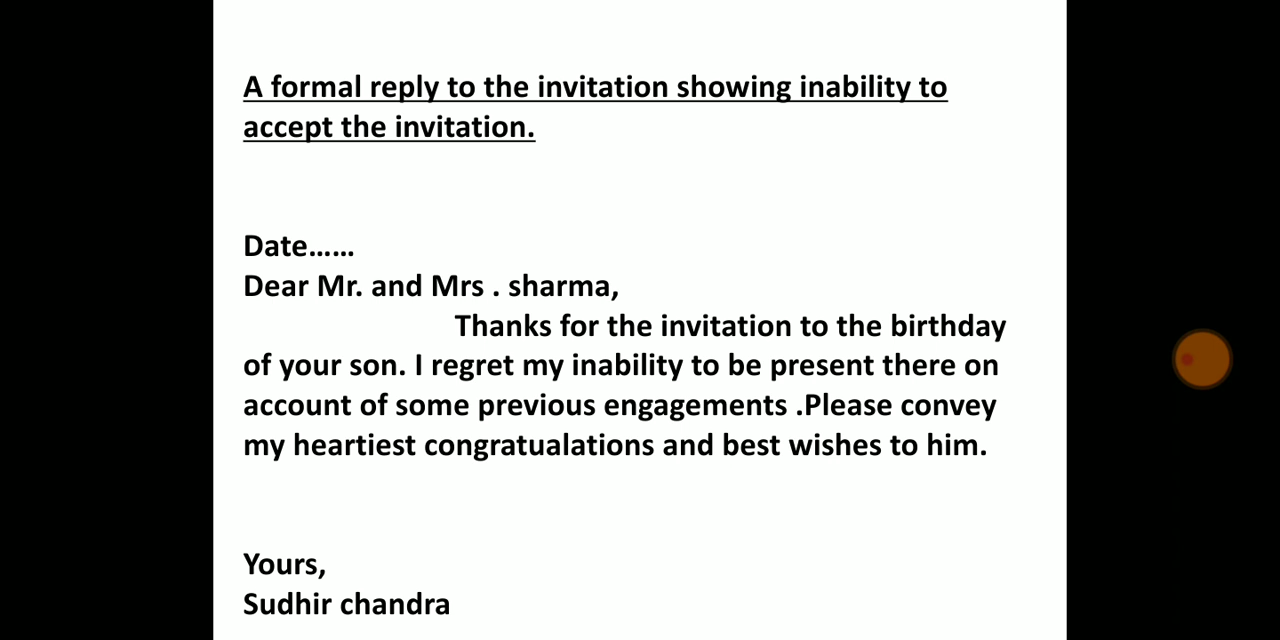 A formal reply to the invitation showing inability to
accept the invitation.
Date......
Dear Mr. and Mrs . sharma,
Thanks for the invitation to the birthday
of your son. I regret my inability to be present there on
account of some previous engagements .Please convey
my heartiest congratualations and best wishes to him.
Yours,
Sudhir chandra